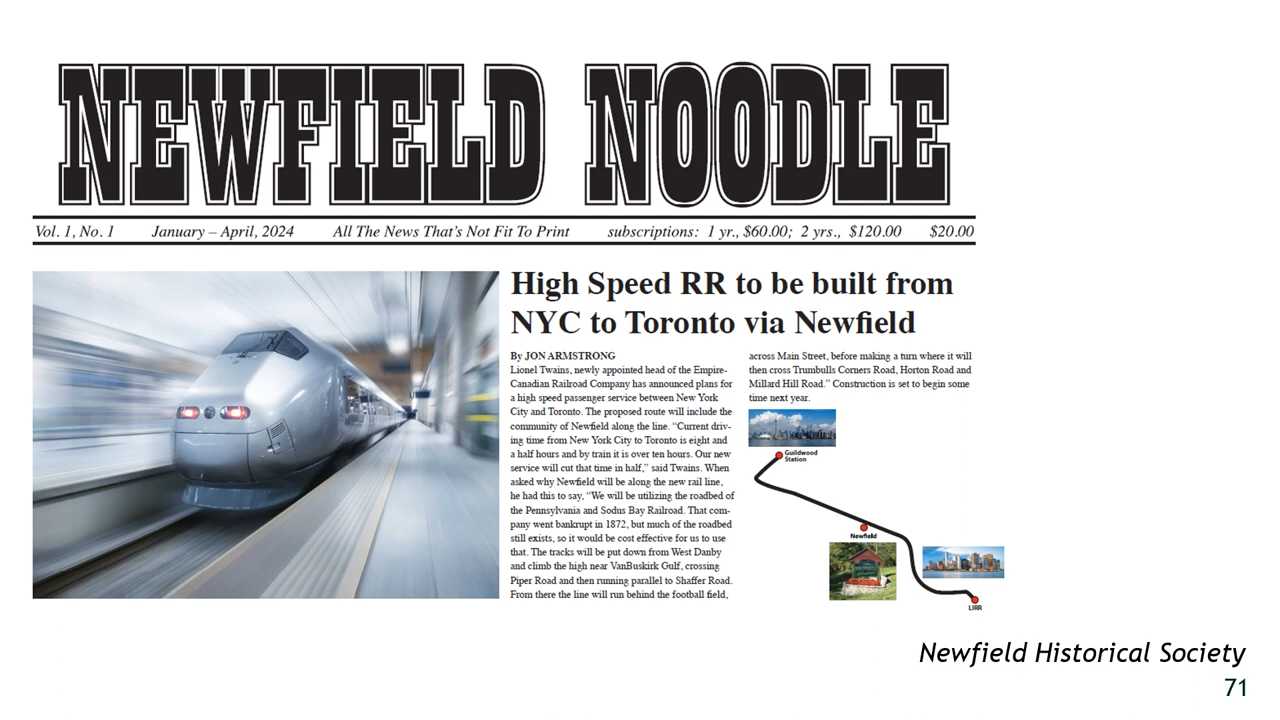 NEWFIELD NOODLE
Vol. 1, No. 1 January – April, 2024 All The News That's Not Fit To Print subscriptions: 1 yr., $60.00; 2 yrs., $120.00 $20.00
High Speed RR to be built from
NYC to Toronto via Newfield
By JON ARMSTRONG
Lionel Twains, newly appointed head of the Empire-
Canadian Railroad Company has announced plans for
a high speed passenger service between New York
City and Toronto. The proposed route will include the
community of Newfield along the line. “Current driv-
ing time from New York City to Toronto is eight and
a half hours and by train it is over ten hours. Our new
service will cut that time in half,” said Twains. When
asked why Newfield will be along the new rail line,
he had this to say, “We will be utilizing the roadbed of
the Pennsylvania and Sodus Bay Railroad. That com-
pany went bankrupt in 1872, but much of the roadbed
still exists, so it would be cost effective for us to use
that. The tracks will be put down from West Danby
and climb the high near VanBuskirk Gulf, crossing
Piper Road and then running parallel to Shaffer Road.
From there the line will run behind the football field,
across Main Street, before making a turn where it will
then cross Trumbulls Corners Road, Horton Road and
Millard Hill Road.” Construction is set to begin some
time next year.
Guildwood
Station
Newfield
LIRR
Newfield Historical Society
71